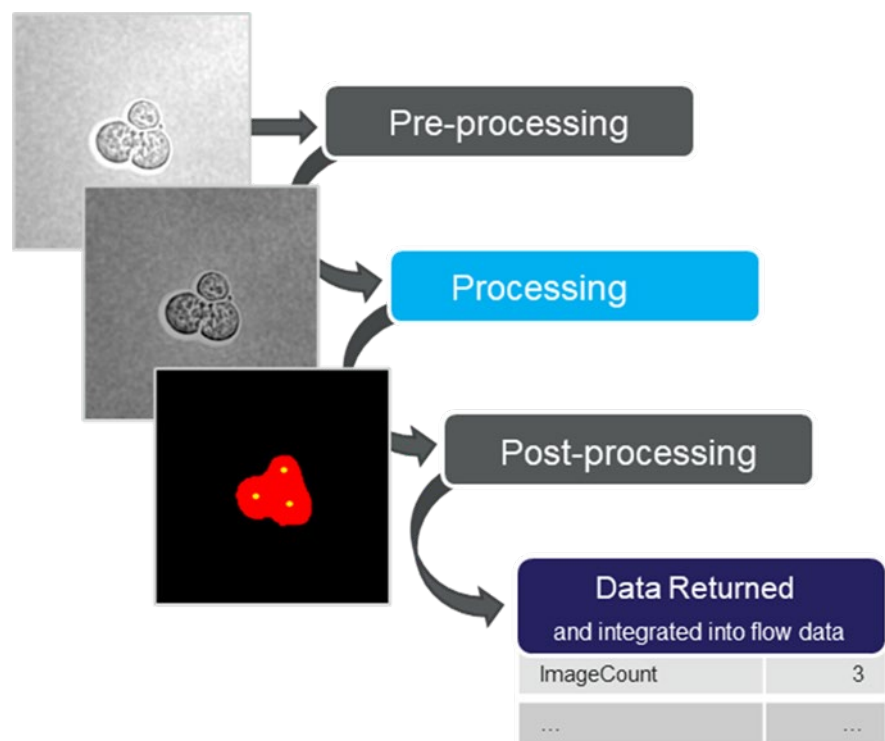 Pre-processing
Processing
Post-processing
Data Returned
and integrated into flow data
ImageCount 3
... ...